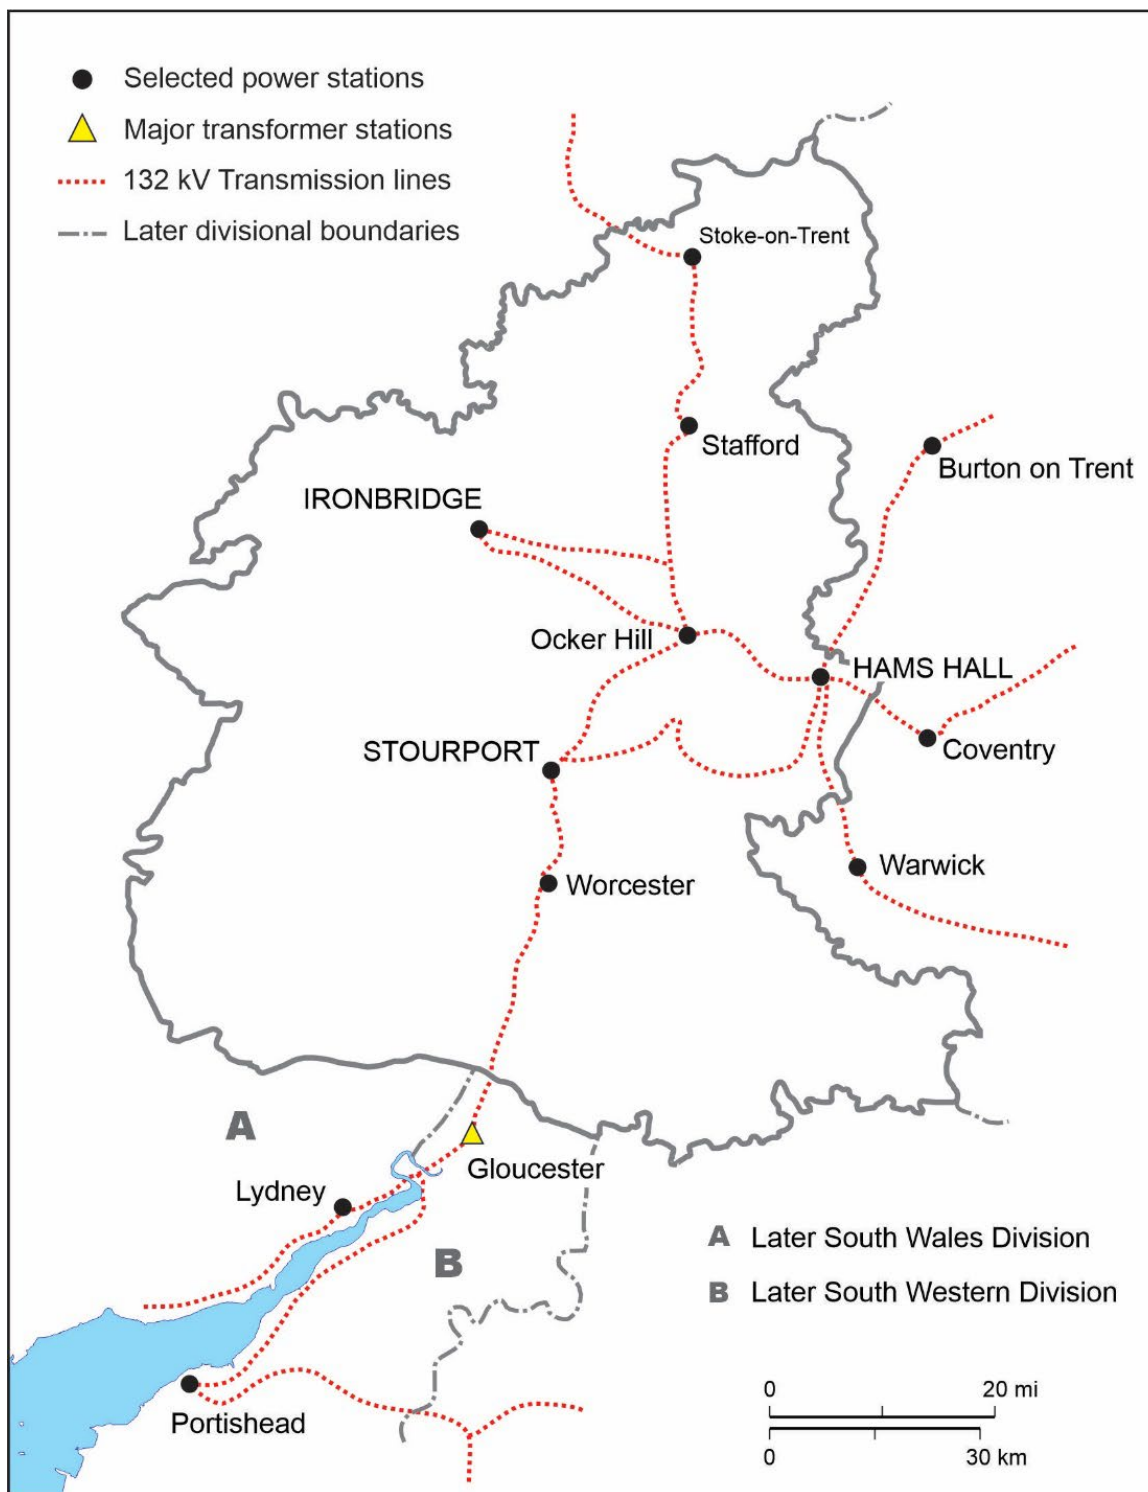 Selected power stations
Major transformer stations
132 kV Transmission lines
Later divisional boundaries
Stoke-on-Trent
Stafford
Burton on Trent
IRONBRIDGE
Ocker Hill
HAMS HALL
STOURPORT
Coventry
Warwick
Worcester
A
Gloucester
Lydney
B
A Later South Wales Division
B Later South Western Division
0 20 mi
Portishead
0 30 km